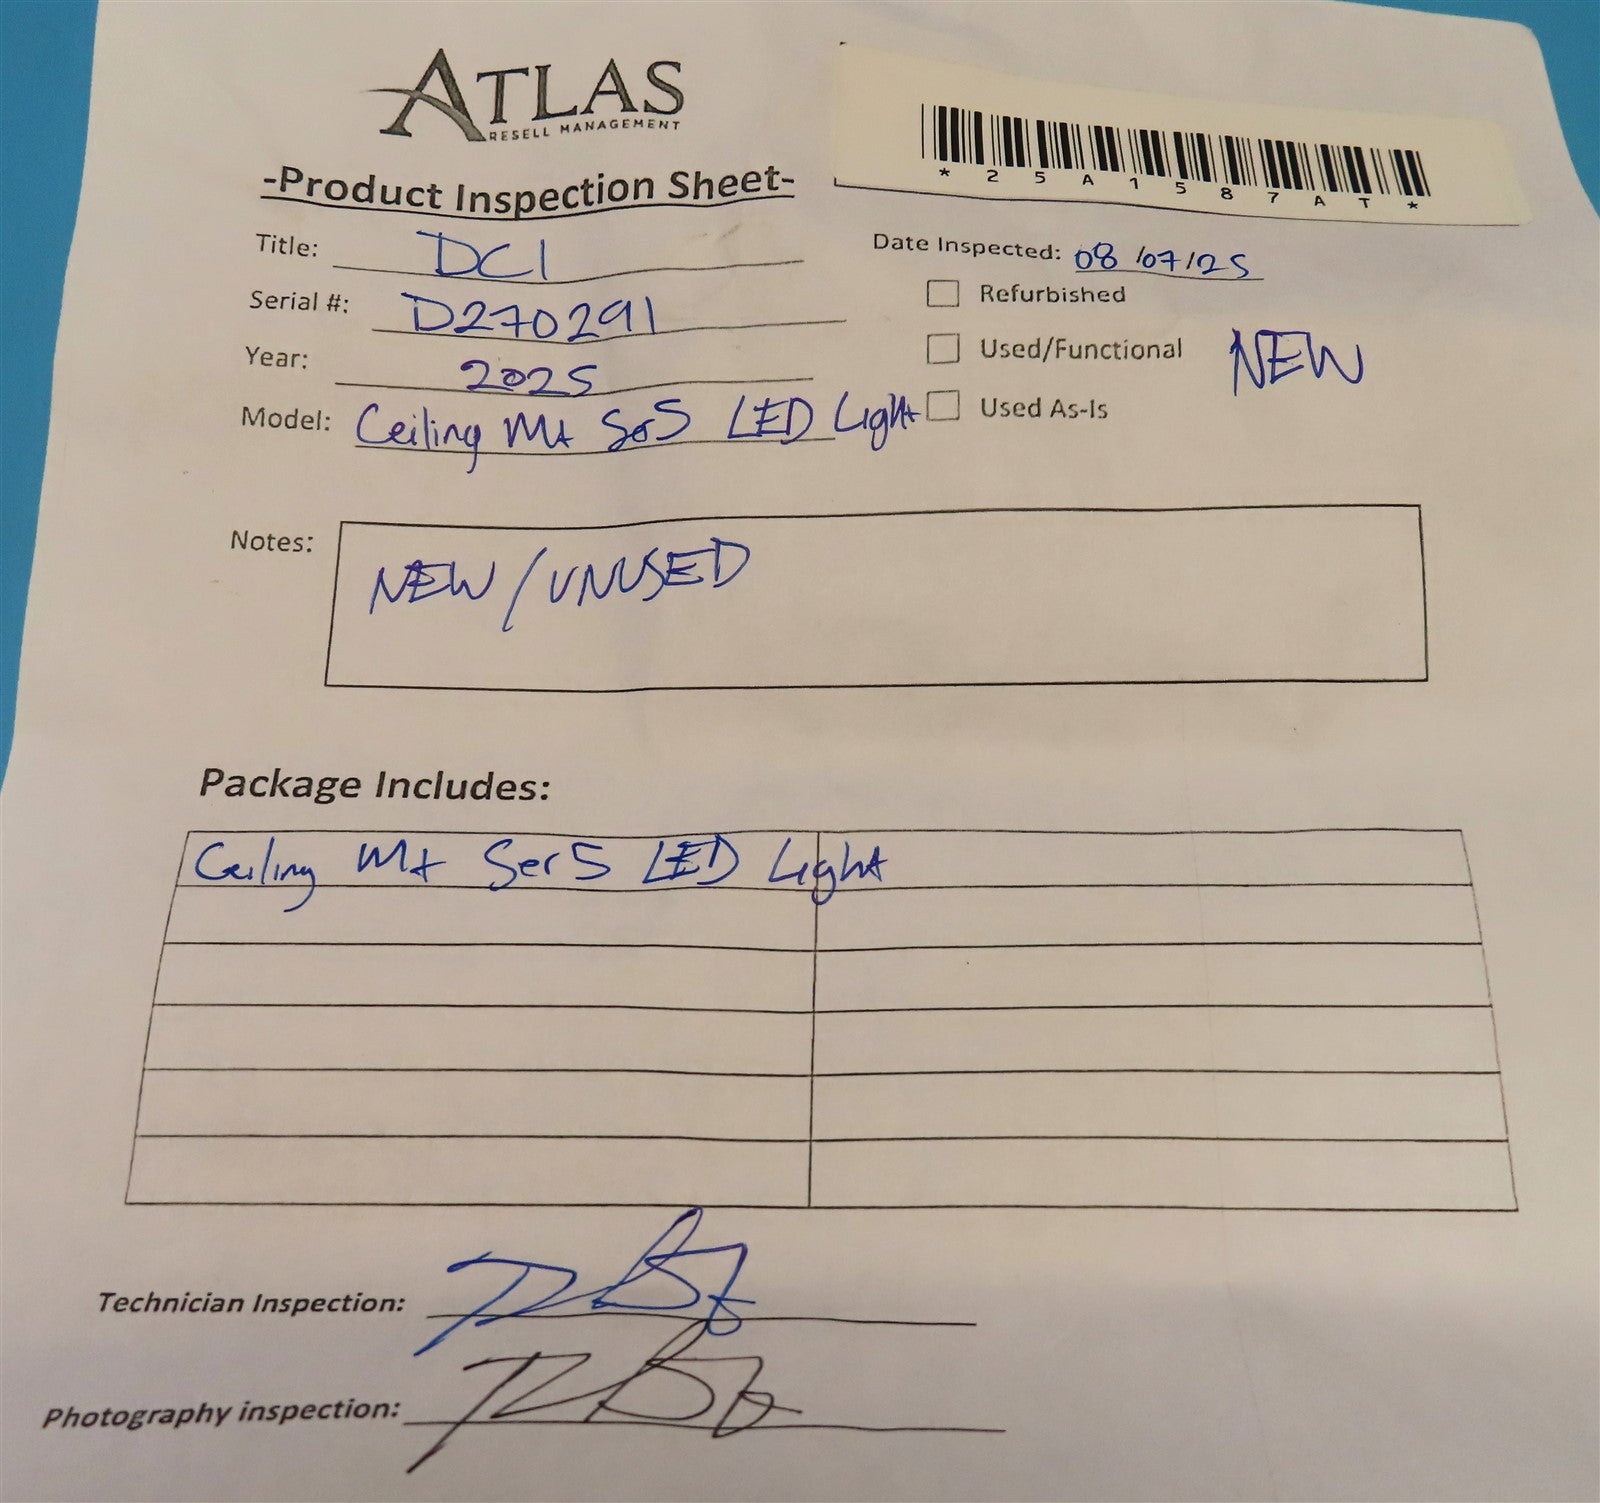 ATLAS
RESELL MANAGEMENT
*25A1587AT*
-Product Inspection Sheet-
Title: DCI
Date Inspected: 08/07/25
Serial #: D270291
Refurbished
Year: 2025
Used/Functional
NEW
Model: Ceiling Mt Ser5 LED Light
Used As-Is
Notes:
NEW/UNUSED
Package Includes:
Ceiling Mt Ser5 LED Light
Technician Inspection:
Photography inspection: